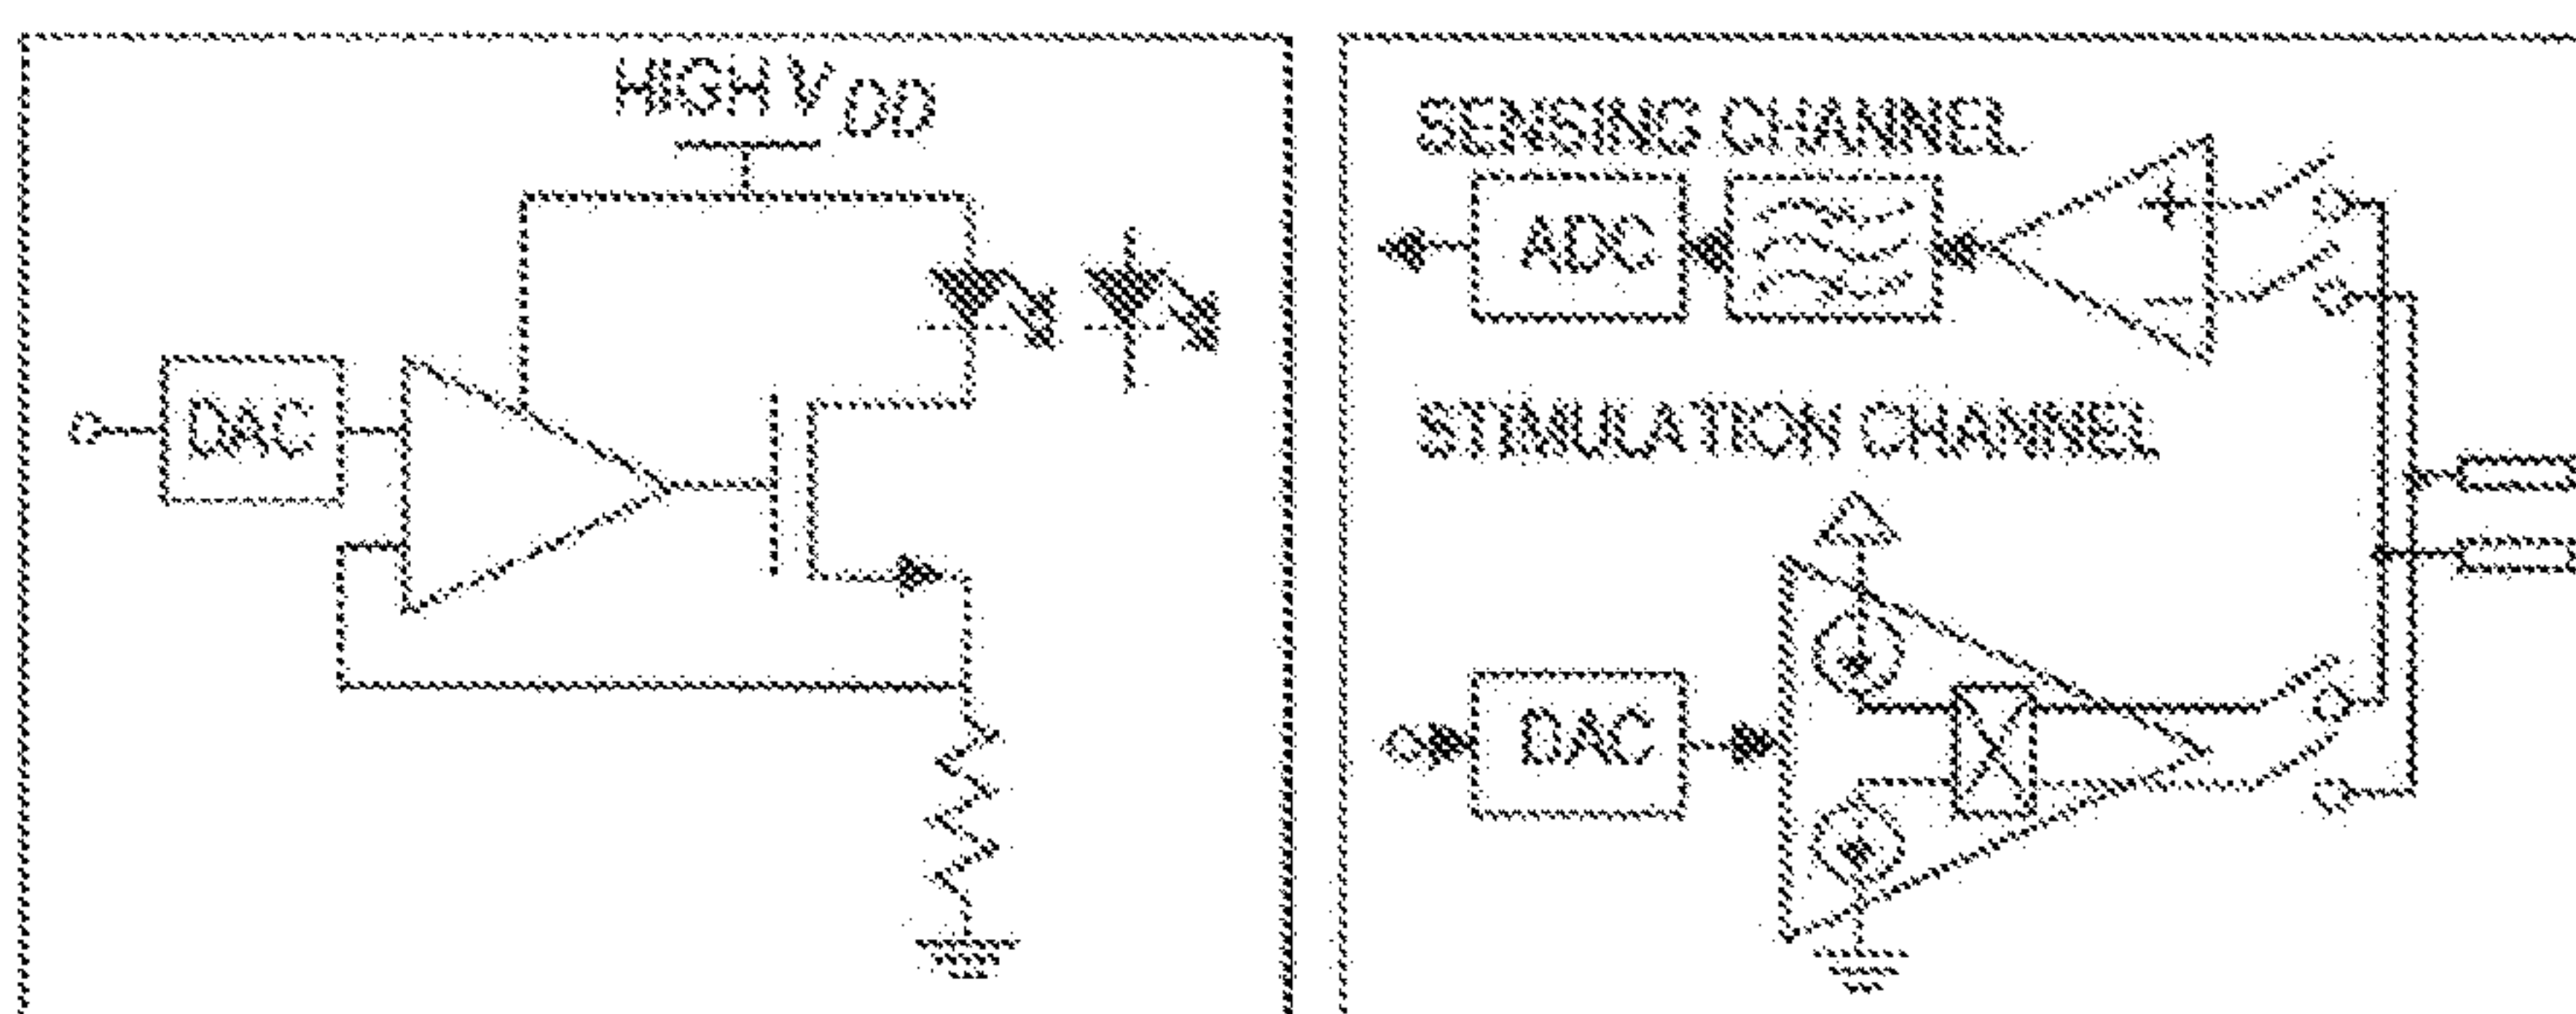 HIGH VDD
DAC
SENSING CHANNEL
ADC
+
−
STIMULATION CHANNEL
DAC